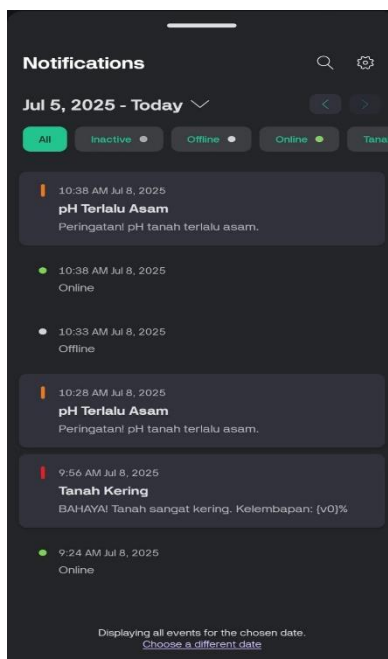 Notifications
Jul 5, 2025 - Today
All Inactive Offline Online Tana
10:38 AM Jul 8, 2025
pH Terlalu Asam
Peringatan! pH tanah terlalu asam.
10:38 AM Jul 8, 2025
Online
10:33 AM Jul 8, 2025
Offline
10:28 AM Jul 8, 2025
pH Terlalu Asam
Peringatan! pH tanah terlalu asam.
9:56 AM Jul 8, 2025
Tanah Kering
BAHAYA! Tanah sangat kering. Kelembapan: {v0}%
9:24 AM Jul 8, 2025
Online
Displaying all events for the chosen date.
Choose a different date